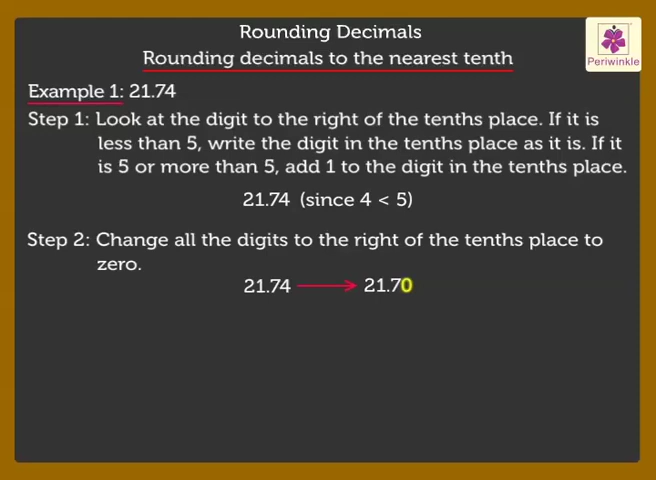 Rounding Decimals
Rounding decimals to the nearest tenth
Periwinkle
Example 1: 21.74
Step 1: Look at the digit to the right of the tenths place. If it is
less than 5, write the digit in the tenths place as it is. If it
is 5 or more than 5, add 1 to the digit in the tenths place.
21.74 (since 4 < 5)
Step 2: Change all the digits to the right of the tenths place to
zero.
21.74 → 21.70